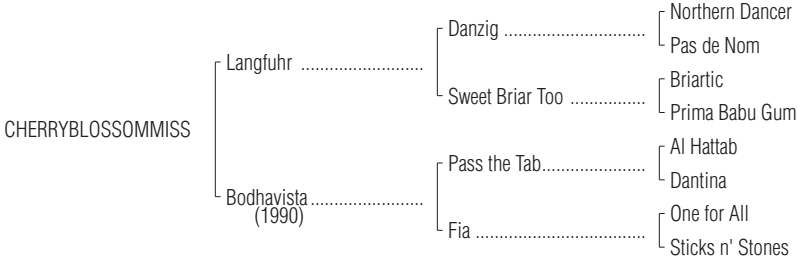 Northern Dancer
Danzig ..............................
Pas de Nom
Langfuhr ..........................
Briartic
Sweet Briar Too ................
Prima Babu Gum
CHERRYBLOSSOMMISS
Al Hattab
Pass the Tab......................
Dantina
Bodhavista........................
(1990)
One for All
Fia ....................................
Sticks n' Stones